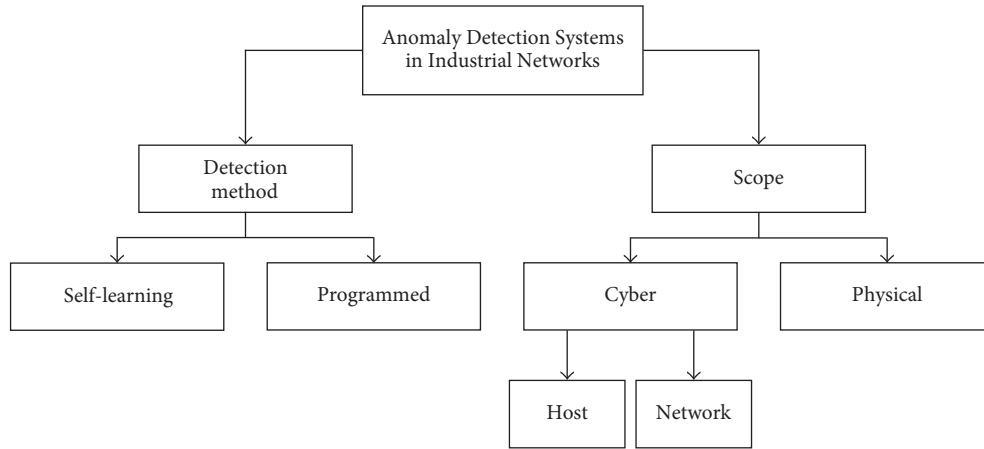 Anomaly Detection Systems
in Industrial Networks
Detection
method
Scope
Self-learning
Programmed
Cyber
Physical
Host
Network